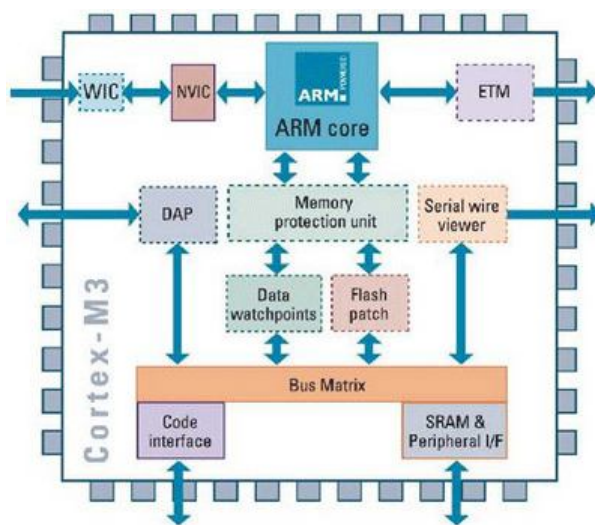 WIC
NVIC
ARM POWERED
ARM core
ETM
DAP
Memory
protection unit
Serial wire
viewer
Data
watchpoints
Flash
patch
Cortex-M3
Bus Matrix
Code
interface
SRAM &
Peripheral I/F